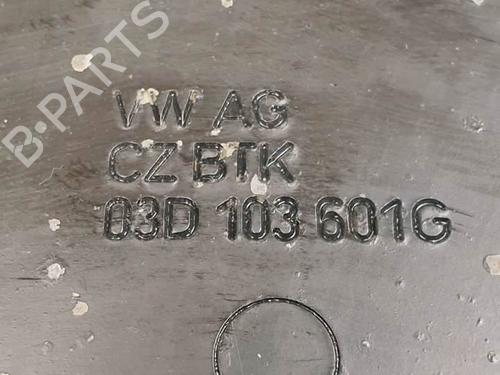 B-PARTS
VW AG
CZ BTK
03D 103 601G